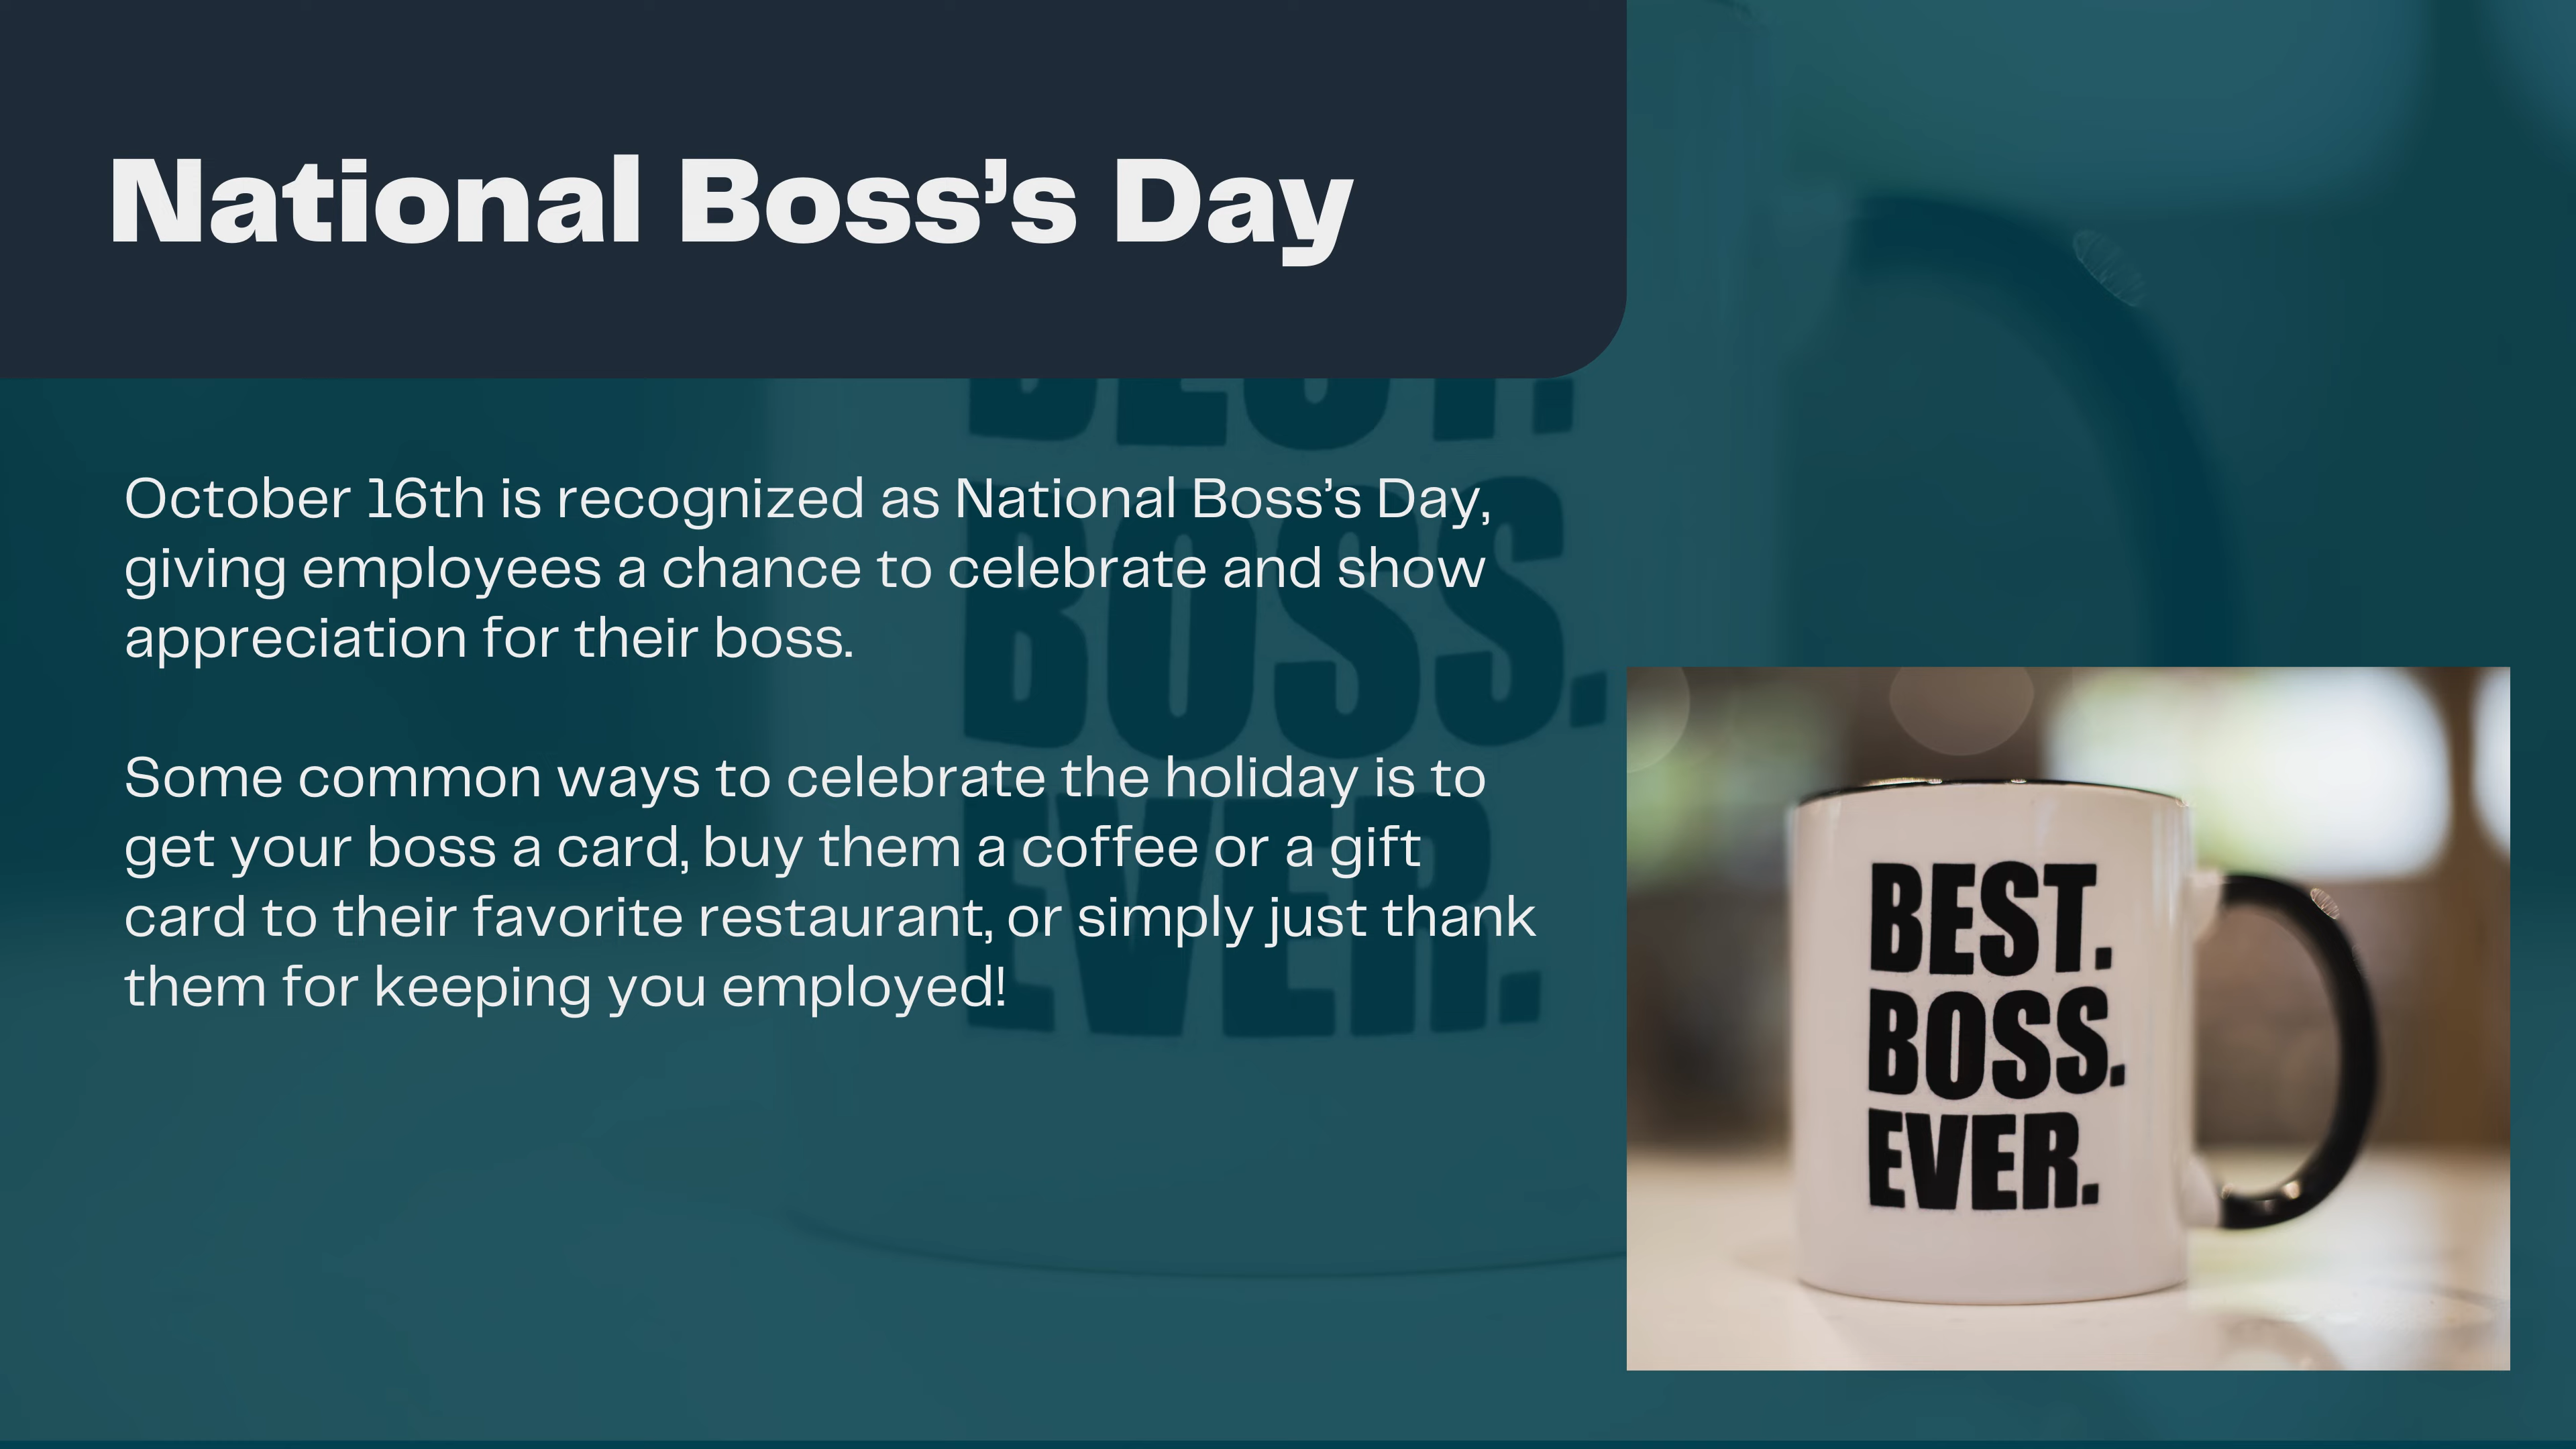 National Boss’s Day
October 16th is recognized as National Boss’s Day,
giving employees a chance to celebrate and show
appreciation for their boss.
Some common ways to celebrate the holiday is to
get your boss a card, buy them a coffee or a gift
card to their favorite restaurant, or simply just thank
them for keeping you employed!
BEST.
BOSS.
EVER.
BEST.
BOSS.
EVER.